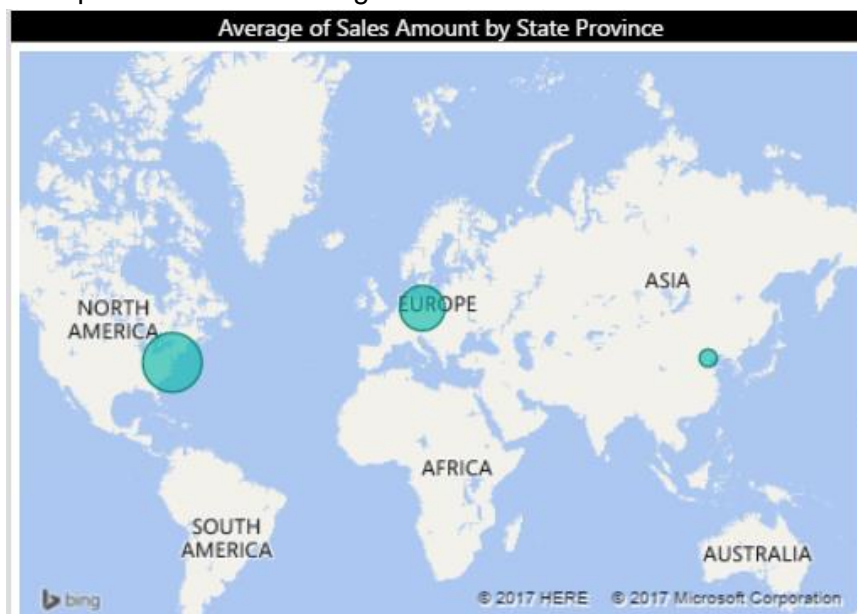 Average of Sales Amount by State Province
NORTH
AMERICA
EUROPE
ASIA
AFRICA
SOUTH
AMERICA
AUSTRALIA
bing
© 2017 HERE © 2017 Microsoft Corporation